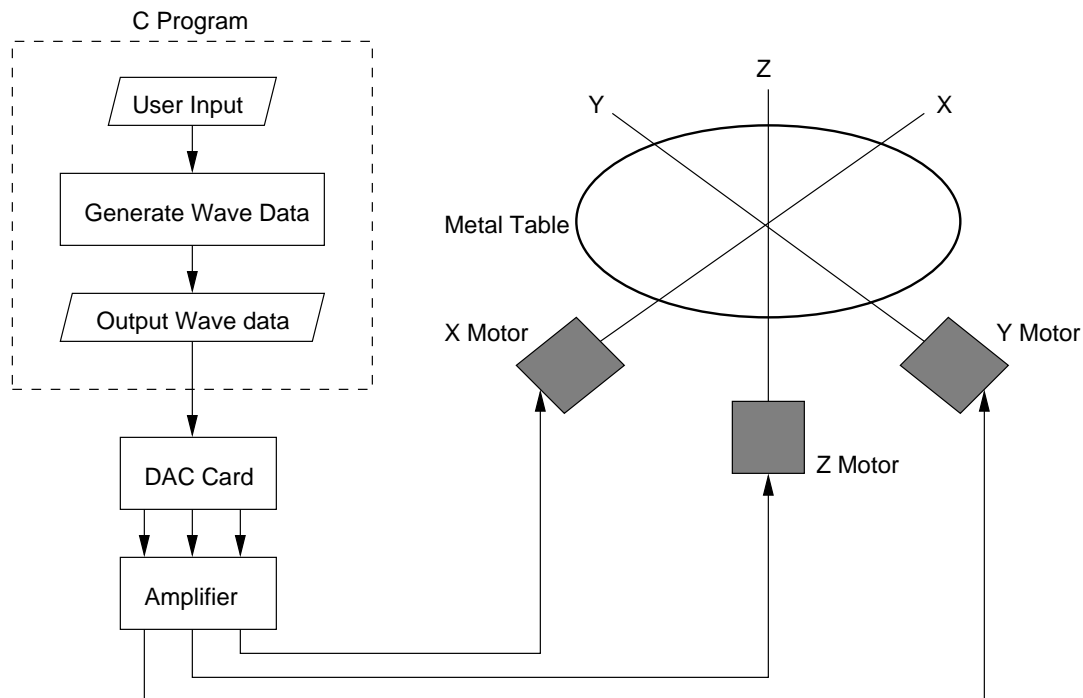 C Program
User Input
Generate Wave Data
Output Wave data
DAC Card
Amplifier
Z
Y
X
Metal Table
X Motor
Y Motor
Z Motor